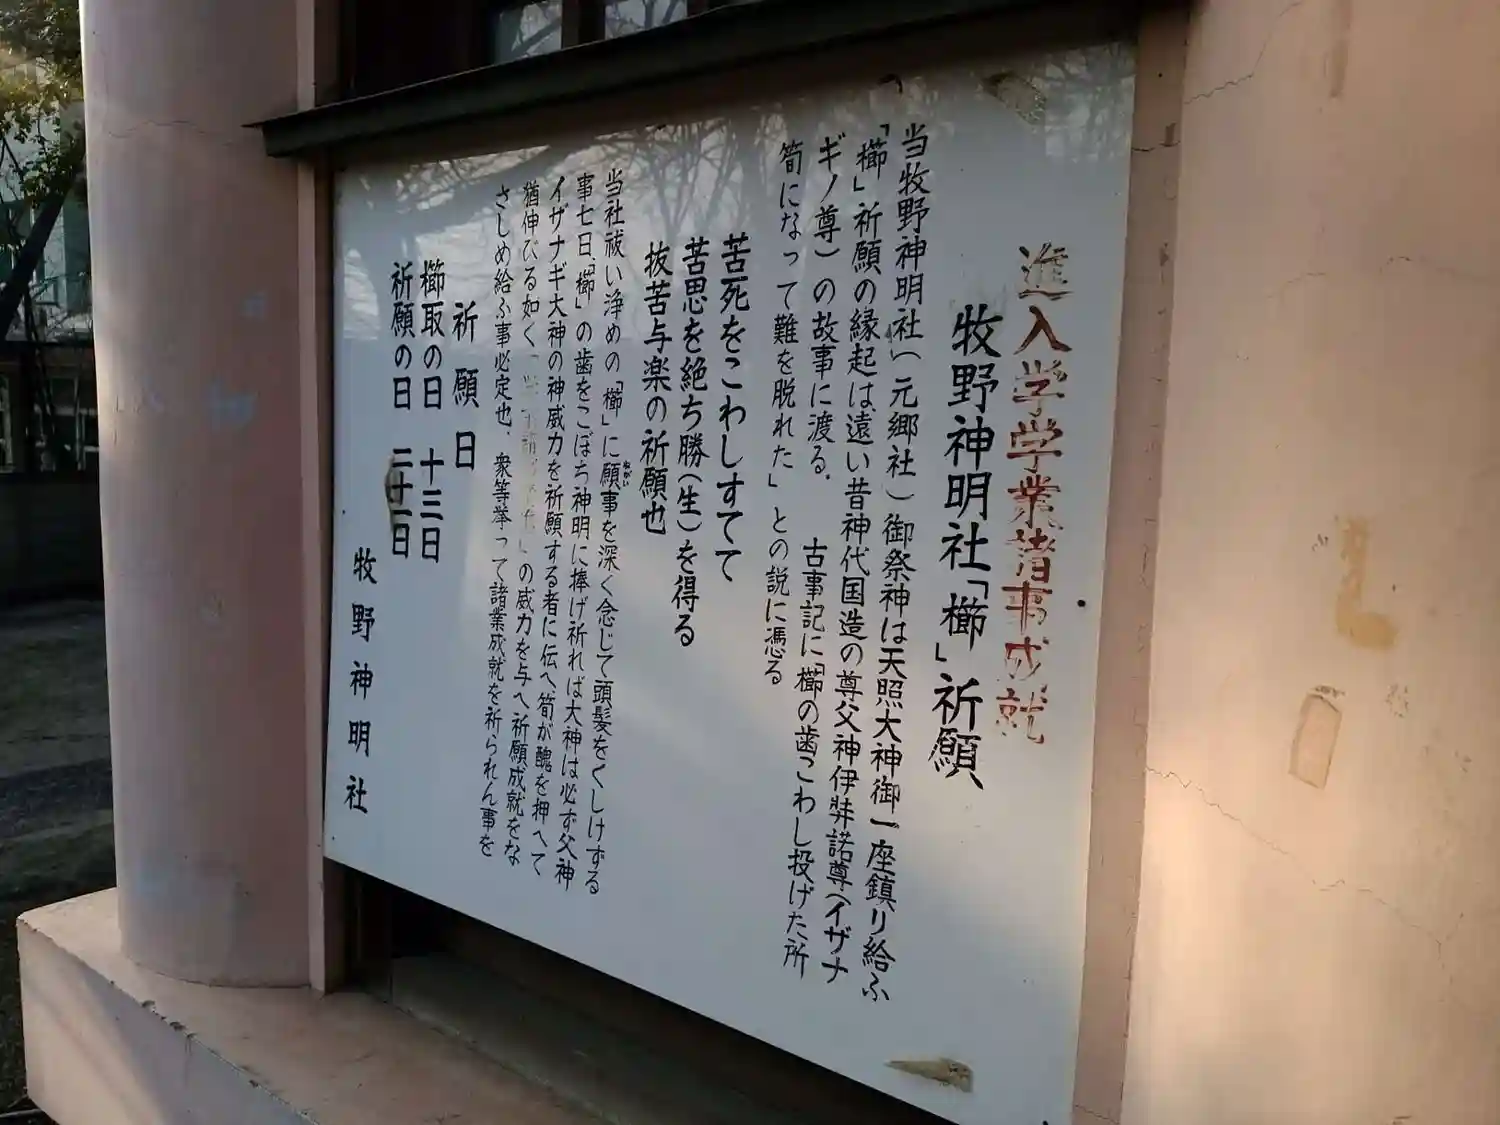 進入学学業諸事成就
牧野神明社「櫛」祈願
当牧野神明社（元郷社）御祭神は天照大神御一座鎮り給ふ
「櫛」祈願の縁起は遠い昔神代国造の尊父神伊弉諾尊（イザナ
ギノ尊）の故事に渡る．古事記に「櫛の歯こわし投げた所
筍になって難を脱れた」との説に憑る
苦死をこわしすてて
苦思を絶ち勝（生）を得る
抜苦与楽の祈願也
当社祓い浄めの「櫛」に願事を深く念じて頭髪をくしけずる
ねがい
事七日、「櫛」の歯をこぼち神明に捧げ祈れば大神は必ず父神
イザナギ大神の神威力を祈願する者に伝へ筍が醜を押へて
猶伸びる如く「」の威力を与へ祈願成就をな
さしめ給ふ事必定也．衆等挙って諸業成就を祈られん事を
祈願日
櫛取の日 十三日
祈願の日 二十二日
牧野神明社